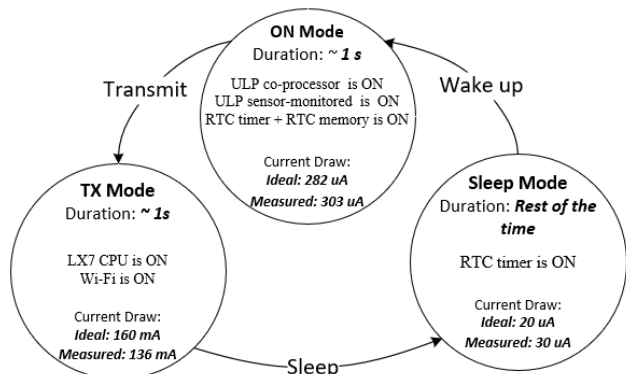 ON Mode
Duration: ~ 1 s
ULP co-processor is ON
ULP sensor-monitored is ON
RTC timer + RTC memory is ON
Current Draw:
Ideal: 282 uA
Measured: 303 uA
Transmit
Wake up
TX Mode
Duration: ~ 1s
LX7 CPU is ON
Wi-Fi is ON
Current Draw:
Ideal: 160 mA
Measured: 136 mA
Sleep Mode
Duration: Rest of the
time
RTC timer is ON
Current Draw:
Ideal: 20 uA
Measured: 30 uA
Sleep